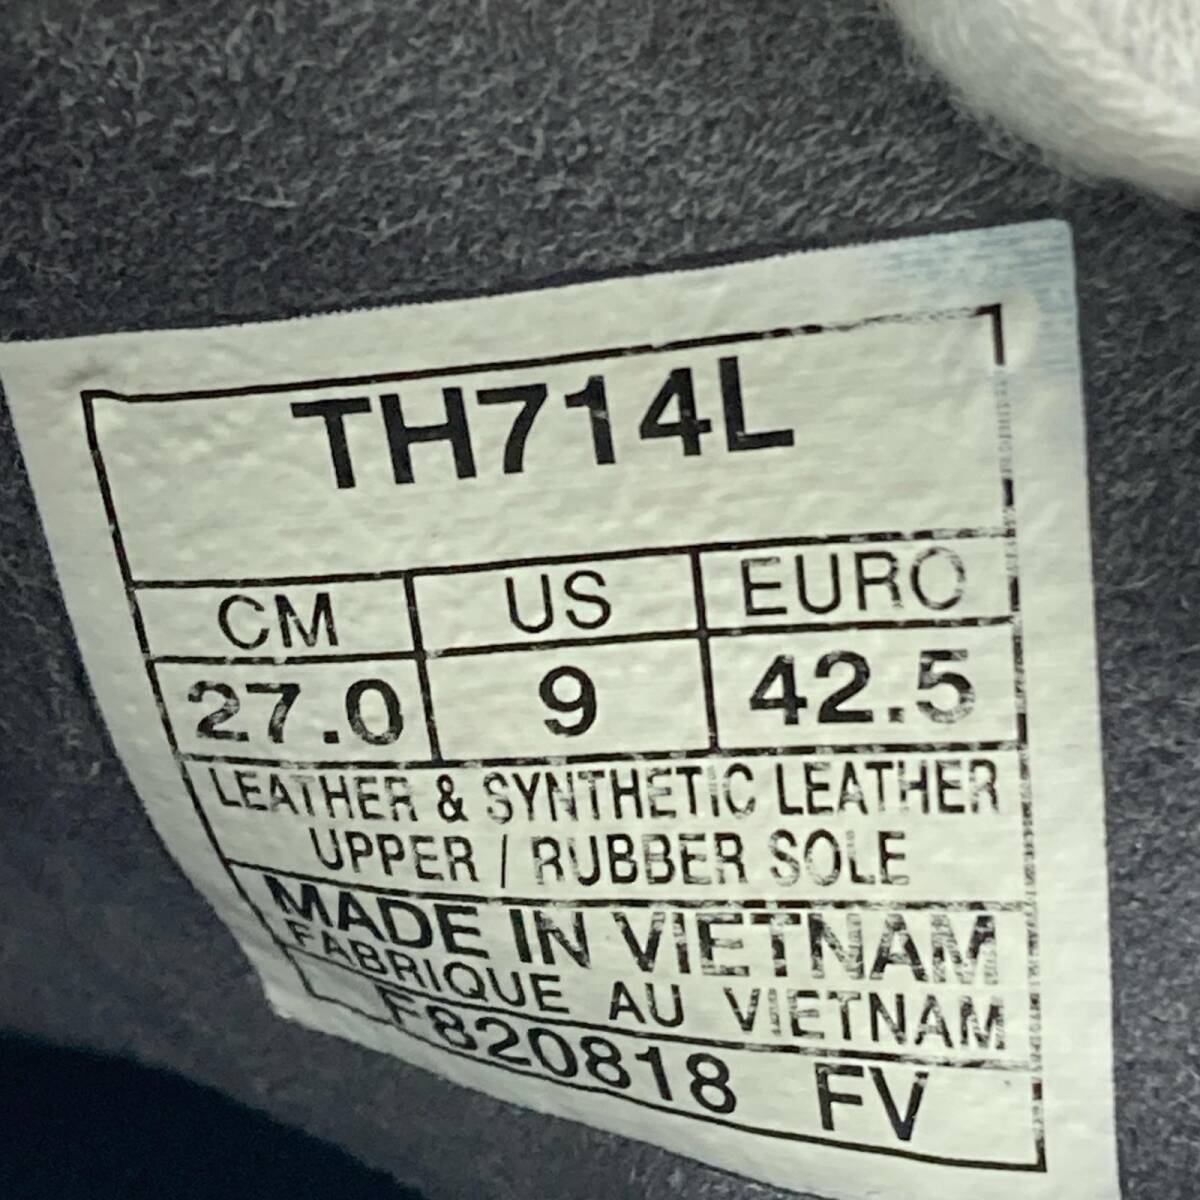 TH714L
CM US EURO
27.0 9 42.5
LEATHER & SYNTHETIC LEATHER
UPPER / RUBBER SOLE
MADE IN VIETNAM
FABRIQUE AU VIETNAM
F820818 FV